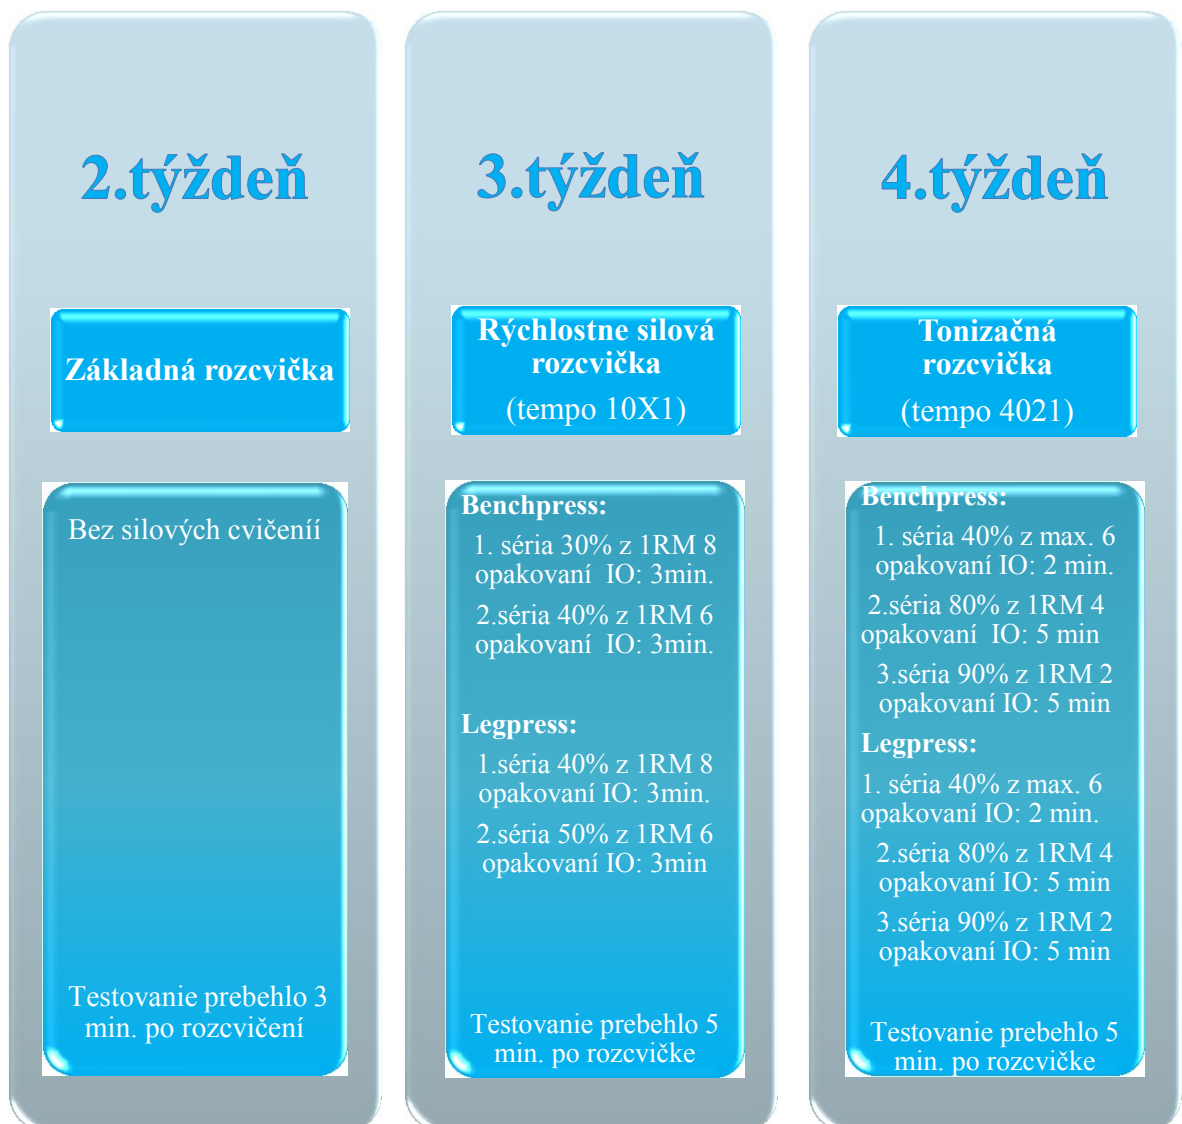 2.týždeň
Základná rozcvička
Bez silových cvičeníí
Testovanie prebehlo 3
min. po rozcvičení
3.týždeň
Rýchlostne silová
rozcvička
(tempo 10X1)
Benchpress:
1. séria 30% z 1RM 8
opakovaní IO: 3min.
2.séria 40% z 1RM 6
opakovaní IO: 3min.
Legpress:
1.séria 40% z 1RM 8
opakovaní IO: 3min.
2.séria 50% z 1RM 6
opakovaní IO: 3min
Testovanie prebehlo 5
min. po rozcvičke
4.týždeň
Tonizačná
rozcvička
(tempo 4021)
Benchpress:
1. séria 40% z max. 6
opakovaní IO: 2 min.
2.séria 80% z 1RM 4
opakovaní IO: 5 min
3.séria 90% z 1RM 2
opakovaní IO: 5 min
Legpress:
1. séria 40% z max. 6
opakovaní IO: 2 min.
2.séria 80% z 1RM 4
opakovaní IO: 5 min
3.séria 90% z 1RM 2
opakovaní IO: 5 min
Testovanie prebehlo 5
min. po rozcvičke